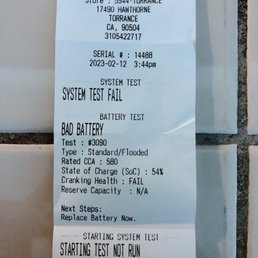 Store : 5544-TORRANCE
17490 HAWTHORNE
TORRANCE
CA, 90504
3105422717
SERIAL # : 14488
2023-02-12 3:44pm
SYSTEM TEST
SYSTEM TEST FAIL
BATTERY TEST
BAD BATTERY
Test : #3090
Type : Standard/Flooded
Rated CCA : 580
State of Charge (SoC) : 54%
Cranking Health : FAIL
Reserve Capacity : N/A
Next Steps:
Replace Battery Now.
STARTING SYSTEM TEST
STARTING TEST NOT RUN